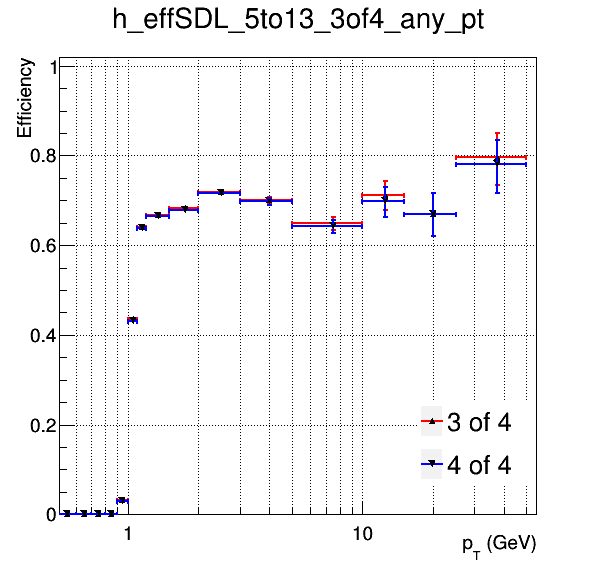 h_effSDL_5to13_3of4_any_pt
Efficiency
1
0.8
0.6
0.4
0.2
0
3 of 4
4 of 4
1
10
p_T (GeV)